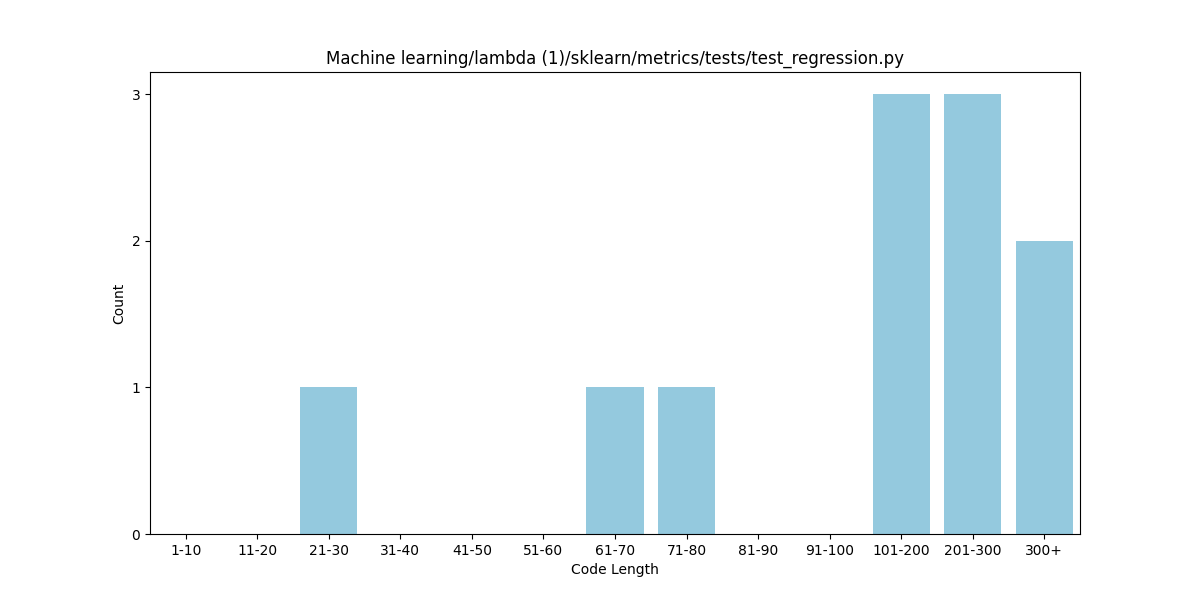 Machine learning/lambda (1)/sklearn/metrics/tests/test_regression.py
3
2
1
0
Count
1-10 11-20 21-30 31-40 41-50 51-60 61-70 71-80 81-90 91-100 101-200 201-300 300+
Code Length